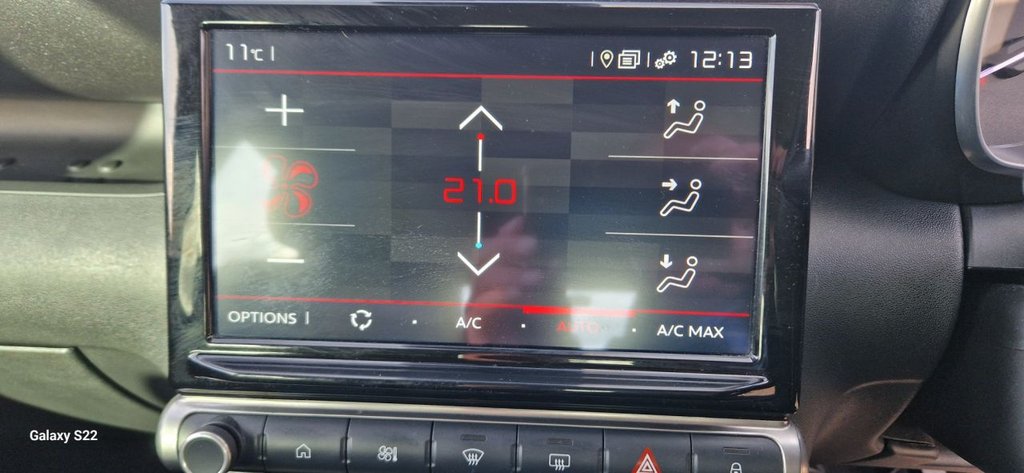 11°C 12:13
21.0
OPTIONS A/C AUTO A/C MAX
Galaxy S22